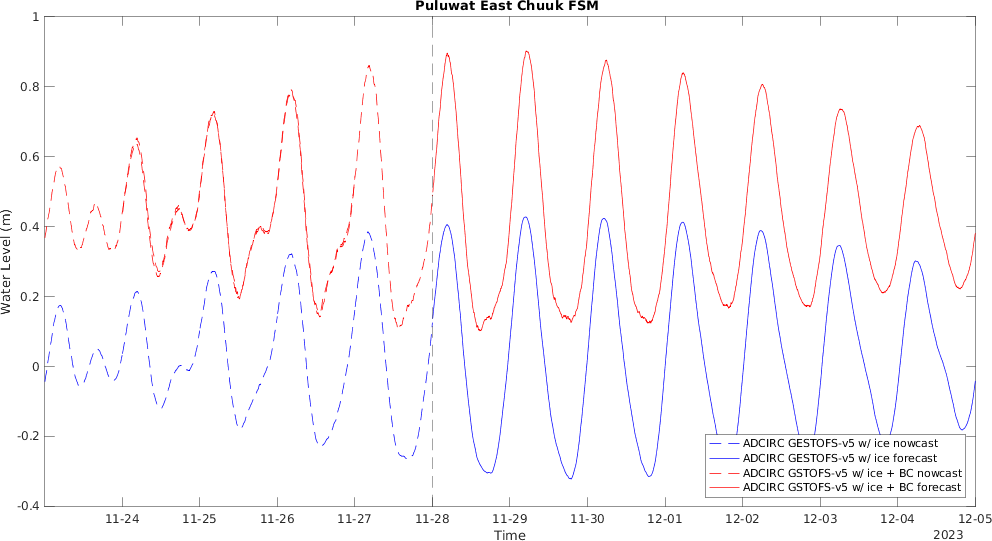 Puluwat East Chuuk FSM
Water Level (m)
1
0.8
0.6
0.4
0.2
0
-0.2
-0.4
ADCIRC GESTOFS-v5 w/ ice nowcast
ADCIRC GESTOFS-v5 w/ ice forecast
ADCIRC GSTOFS-v5 w/ ice + BC nowcast
ADCIRC GSTOFS-v5 w/ ice + BC forecast
11-24 11-25 11-26 11-27 11-28 11-29 11-30 12-01 12-02 12-03 12-04 12-05
Time
2023